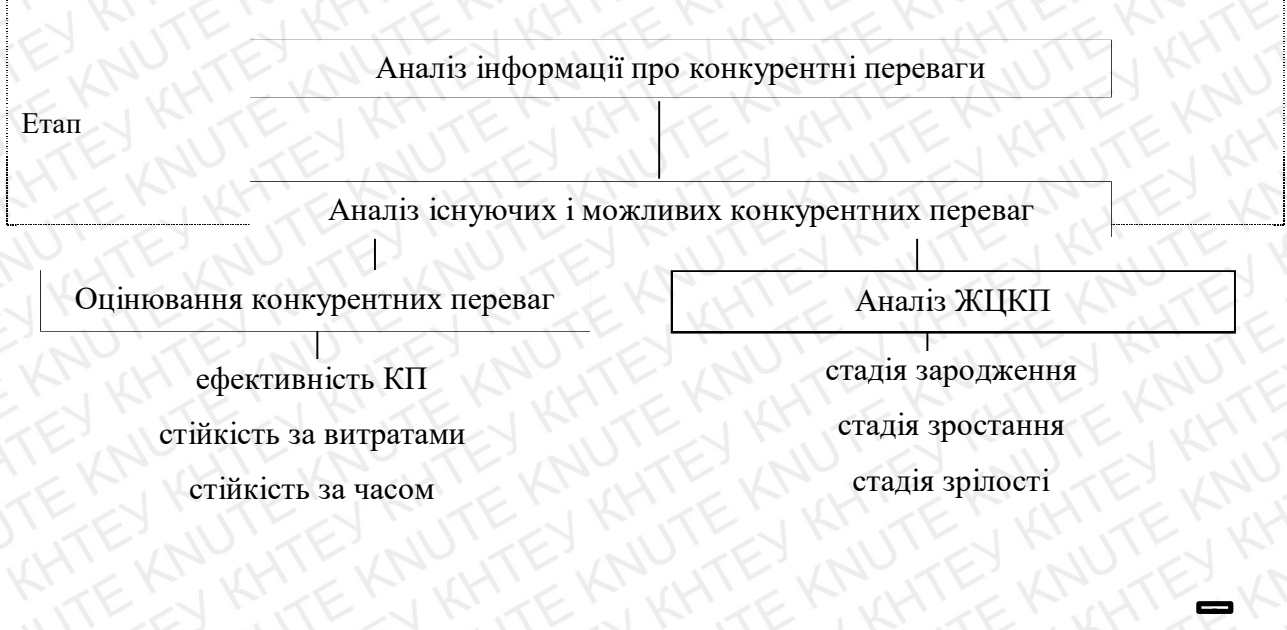 Аналіз інформації про конкурентні переваги
Етап
Аналіз існуючих і можливих конкурентних переваг
Оцінювання конкурентних переваг
Аналіз ЖЦКП
ефективність КП
стійкість за витратами
стійкість за часом
стадія зародження
стадія зростання
стадія зрілості